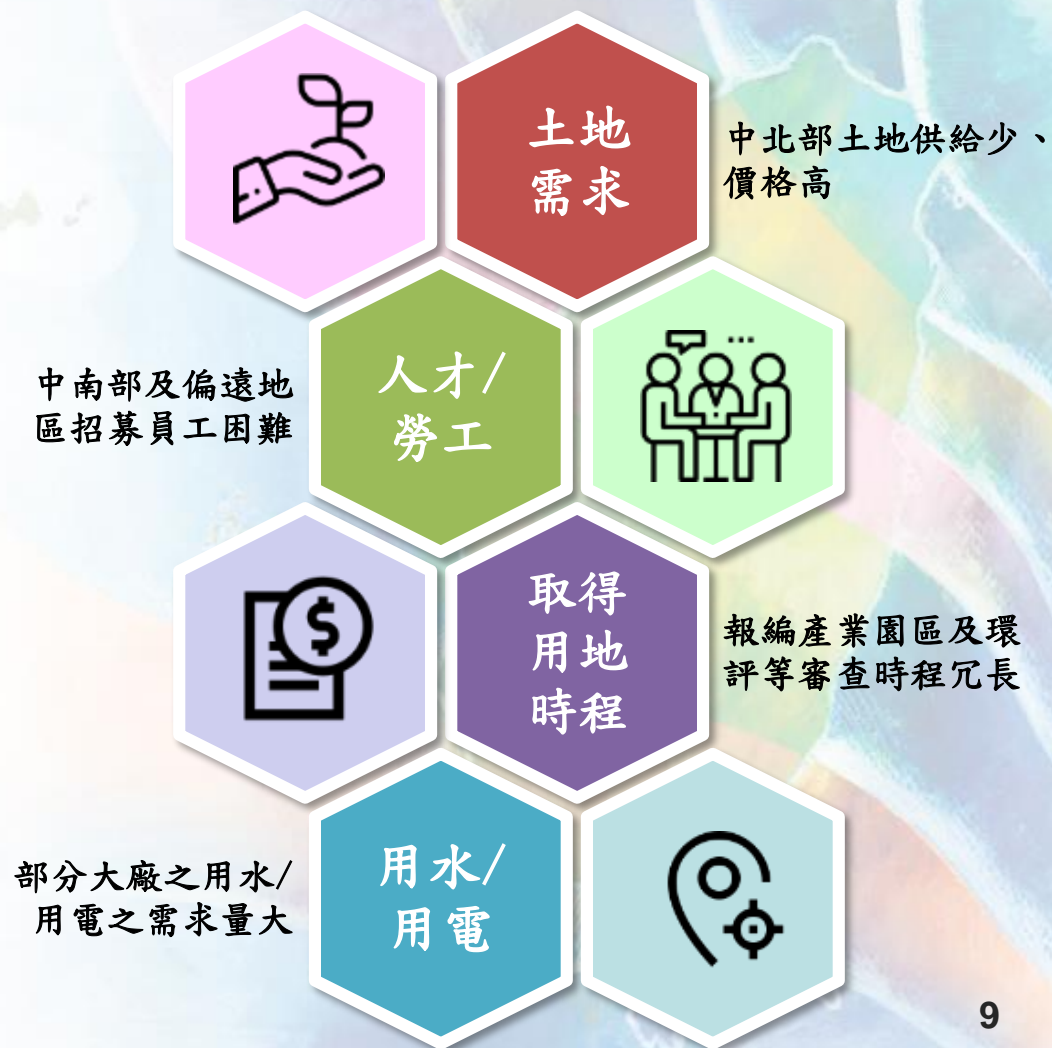 土地
需求
中北部土地供給少、
價格高
中南部及偏遠地
區招募員工困難
人才/
勞工
...
取得
用地
時程
報編產業園區及環
評等審查時程冗長
$
部分大廠之用水/
用電之需求量大
用水/
用電
9